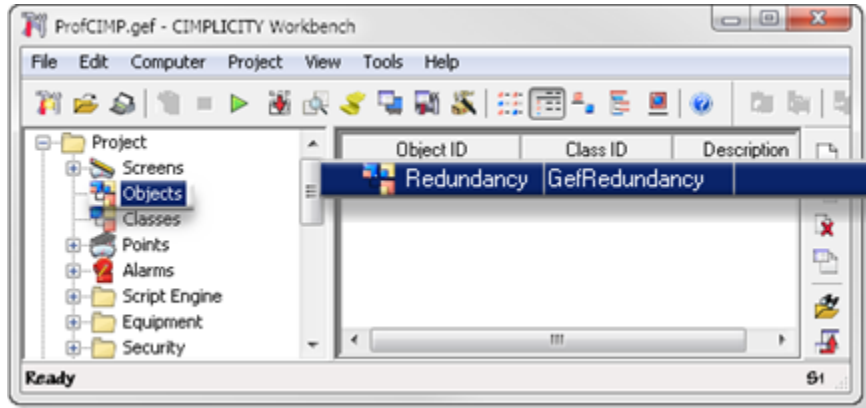 ProfCIMP.gef - CIMPLICITY Workbench
File Edit Computer Project View Tools Help
Project
Screens
Objects
Classes
Points
Alarms
Script Engine
Equipment
Security
Object ID Class ID Description
Redundancy GefRedundancy
Ready